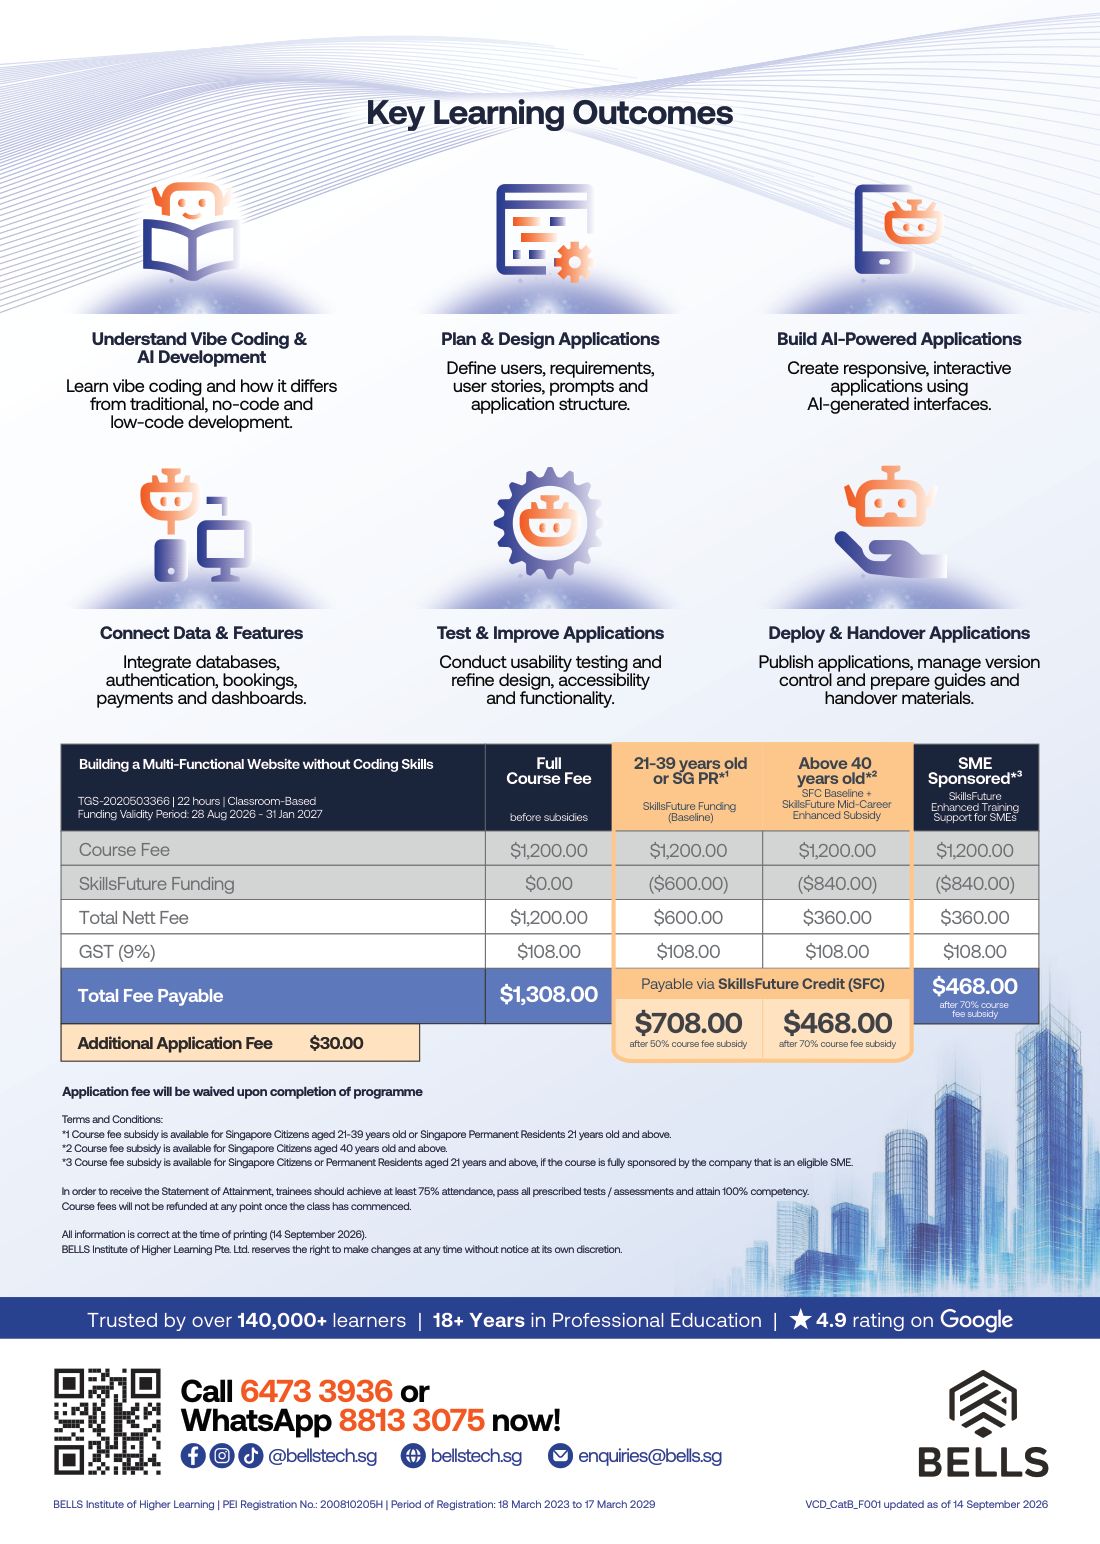 Key Learning Outcomes
Understand Vibe Coding &
AI Development
Learn vibe coding and how it differs
from traditional, no-code and
low-code development.
Plan & Design Applications
Define users, requirements,
user stories, prompts and
application structure.
Build AI-Powered Applications
Create responsive, interactive
applications using
AI-generated interfaces.
Connect Data & Features
Integrate databases,
authentication, bookings,
payments and dashboards.
Test & Improve Applications
Conduct usability testing and
refine design, accessibility
and functionality.
Deploy & Handover Applications
Publish applications, manage version
control and prepare guides and
handover materials.
Building a Multi-Functional Website without Coding Skills
TGS-2020503366 | 22 hours | Classroom-Based
Funding Validity Period: 28 Aug 2026 - 31 Jan 2027
Full
Course Fee
before subsidies
21-39 years old
or SG PR*¹
SkillsFuture Funding
(Baseline)
Above 40
years old*²
SFC Baseline +
SkillsFuture Mid-Career
Enhanced Subsidy
SME
Sponsored*³
SkillsFuture
Enhanced Training
Support for SMEs
Course Fee $1,200.00 $1,200.00 $1,200.00 $1,200.00
SkillsFuture Funding $0.00 ($600.00) ($840.00) ($840.00)
Total Nett Fee $1,200.00 $600.00 $360.00 $360.00
GST (9%) $108.00 $108.00 $108.00 $108.00
Total Fee Payable $1,308.00
Payable via SkillsFuture Credit (SFC)
$708.00
after 50% course fee subsidy
$468.00
after 70% course fee subsidy
$468.00
after 70% course
fee subsidy
Additional Application Fee $30.00
Application fee will be waived upon completion of programme
Terms and Conditions:
*1 Course fee subsidy is available for Singapore Citizens aged 21-39 years old or Singapore Permanent Residents 21 years old and above.
*2 Course fee subsidy is available for Singapore Citizens aged 40 years old and above.
*3 Course fee subsidy is available for Singapore Citizens or Permanent Residents aged 21 years and above, if the course is fully sponsored by the company that is an eligible SME.
In order to receive the Statement of Attainment, trainees should achieve at least 75% attendance, pass all prescribed tests / assessments and attain 100% competency.
Course fees will not be refunded at any point once the class has commenced.
All information is correct at the time of printing (14 September 2026).
BELLS Institute of Higher Learning Pte. Ltd. reserves the right to make changes at any time without notice at its own discretion.
Trusted by over 140,000+ learners | 18+ Years in Professional Education | ★ 4.9 rating on Google
Call 6473 3936 or
WhatsApp 8813 3075 now!
@bellstech.sg bellstech.sg enquiries@bells.sg
BELLS
BELLS Institute of Higher Learning | PEI Registration No.: 200810205H | Period of Registration: 18 March 2023 to 17 March 2029
VCD_CatB_F001 updated as of 14 September 2026